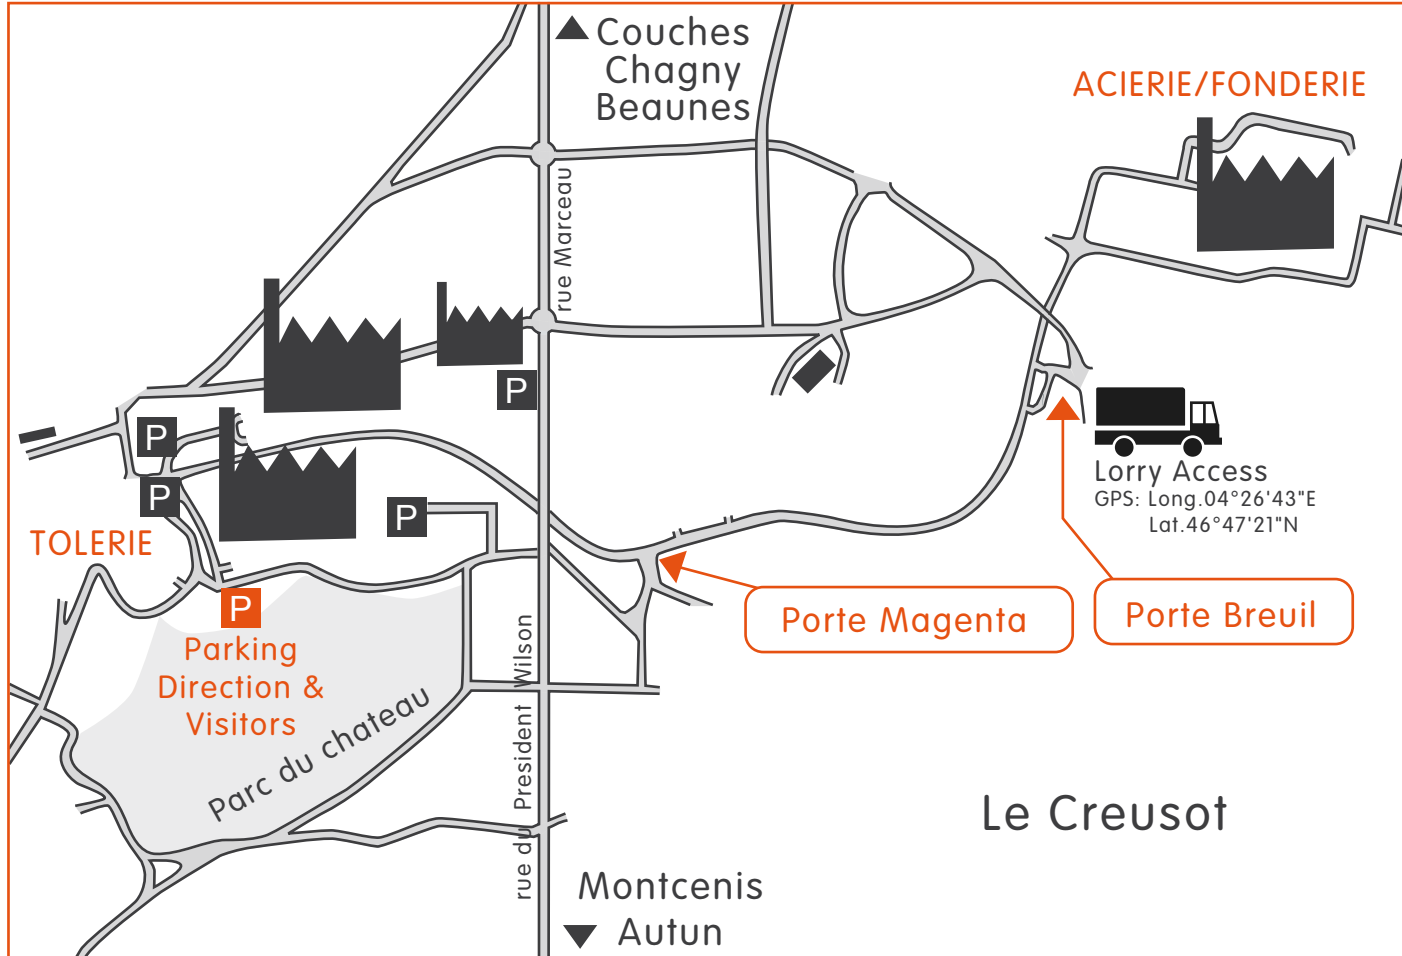 Couches
Chagny
Beaunes
ACIERIE/FONDERIE
rue Marceau
P
P
P
P
Lorry Access
GPS: Long.04°26'43"E
Lat.46°47'21"N
TOLERIE
P
Parking
Direction &
Visitors
Porte Magenta
Porte Breuil
Parc du chateau
rue du President Wilson
Le Creusot
Montcenis
Autun